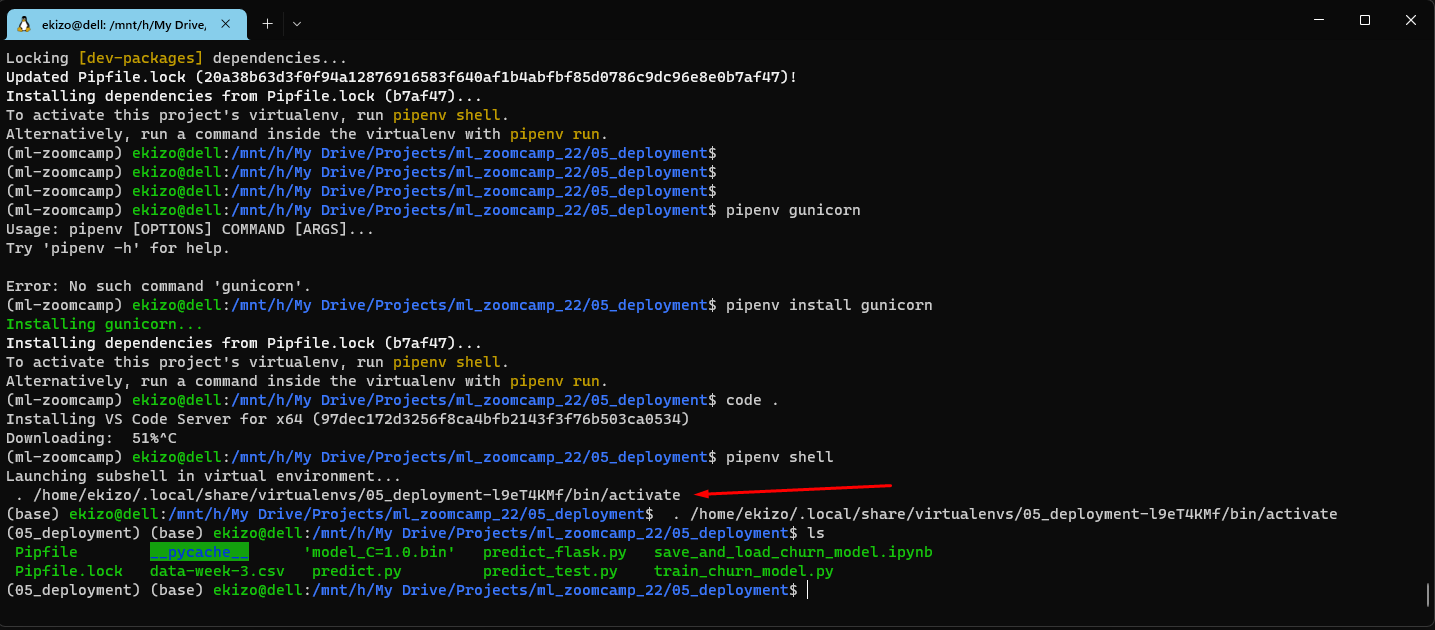 ekizo@dell: /mnt/h/My Drive,
Locking [dev-packages] dependencies...
Updated Pipfile.lock (20a38b63d3f0f94a12876916583f640af1b4abfbf85d0786c9dc96e8e0b7af47)!
Installing dependencies from Pipfile.lock (b7af47)...
To activate this project's virtualenv, run pipenv shell.
Alternatively, run a command inside the virtualenv with pipenv run.
(ml-zoomcamp) ekizo@dell:/mnt/h/My Drive/Projects/ml_zoomcamp_22/05_deployment$
(ml-zoomcamp) ekizo@dell:/mnt/h/My Drive/Projects/ml_zoomcamp_22/05_deployment$
(ml-zoomcamp) ekizo@dell:/mnt/h/My Drive/Projects/ml_zoomcamp_22/05_deployment$
(ml-zoomcamp) ekizo@dell:/mnt/h/My Drive/Projects/ml_zoomcamp_22/05_deployment$ pipenv gunicorn
Usage: pipenv [OPTIONS] COMMAND [ARGS]...
Try 'pipenv -h' for help.
Error: No such command 'gunicorn'.
(ml-zoomcamp) ekizo@dell:/mnt/h/My Drive/Projects/ml_zoomcamp_22/05_deployment$ pipenv install gunicorn
Installing gunicorn...
Installing dependencies from Pipfile.lock (b7af47)...
To activate this project's virtualenv, run pipenv shell.
Alternatively, run a command inside the virtualenv with pipenv run.
(ml-zoomcamp) ekizo@dell:/mnt/h/My Drive/Projects/ml_zoomcamp_22/05_deployment$ code .
Installing VS Code Server for x64 (97dec172d3256f8ca4bfb2143f3f76b503ca0534)
Downloading:  51%^C
(ml-zoomcamp) ekizo@dell:/mnt/h/My Drive/Projects/ml_zoomcamp_22/05_deployment$ pipenv shell
Launching subshell in virtual environment...
 . /home/ekizo/.local/share/virtualenvs/05_deployment-l9eT4KMf/bin/activate
(base) ekizo@dell:/mnt/h/My Drive/Projects/ml_zoomcamp_22/05_deployment$  . /home/ekizo/.local/share/virtualenvs/05_deployment-l9eT4KMf/bin/activate
(05_deployment) (base) ekizo@dell:/mnt/h/My Drive/Projects/ml_zoomcamp_22/05_deployment$ ls
Pipfile __pycache__ 'model_C=1.0.bin' predict_flask.py save_and_load_churn_model.ipynb
Pipfile.lock data-week-3.csv predict.py predict_test.py train_churn_model.py
(05_deployment) (base) ekizo@dell:/mnt/h/My Drive/Projects/ml_zoomcamp_22/05_deployment$